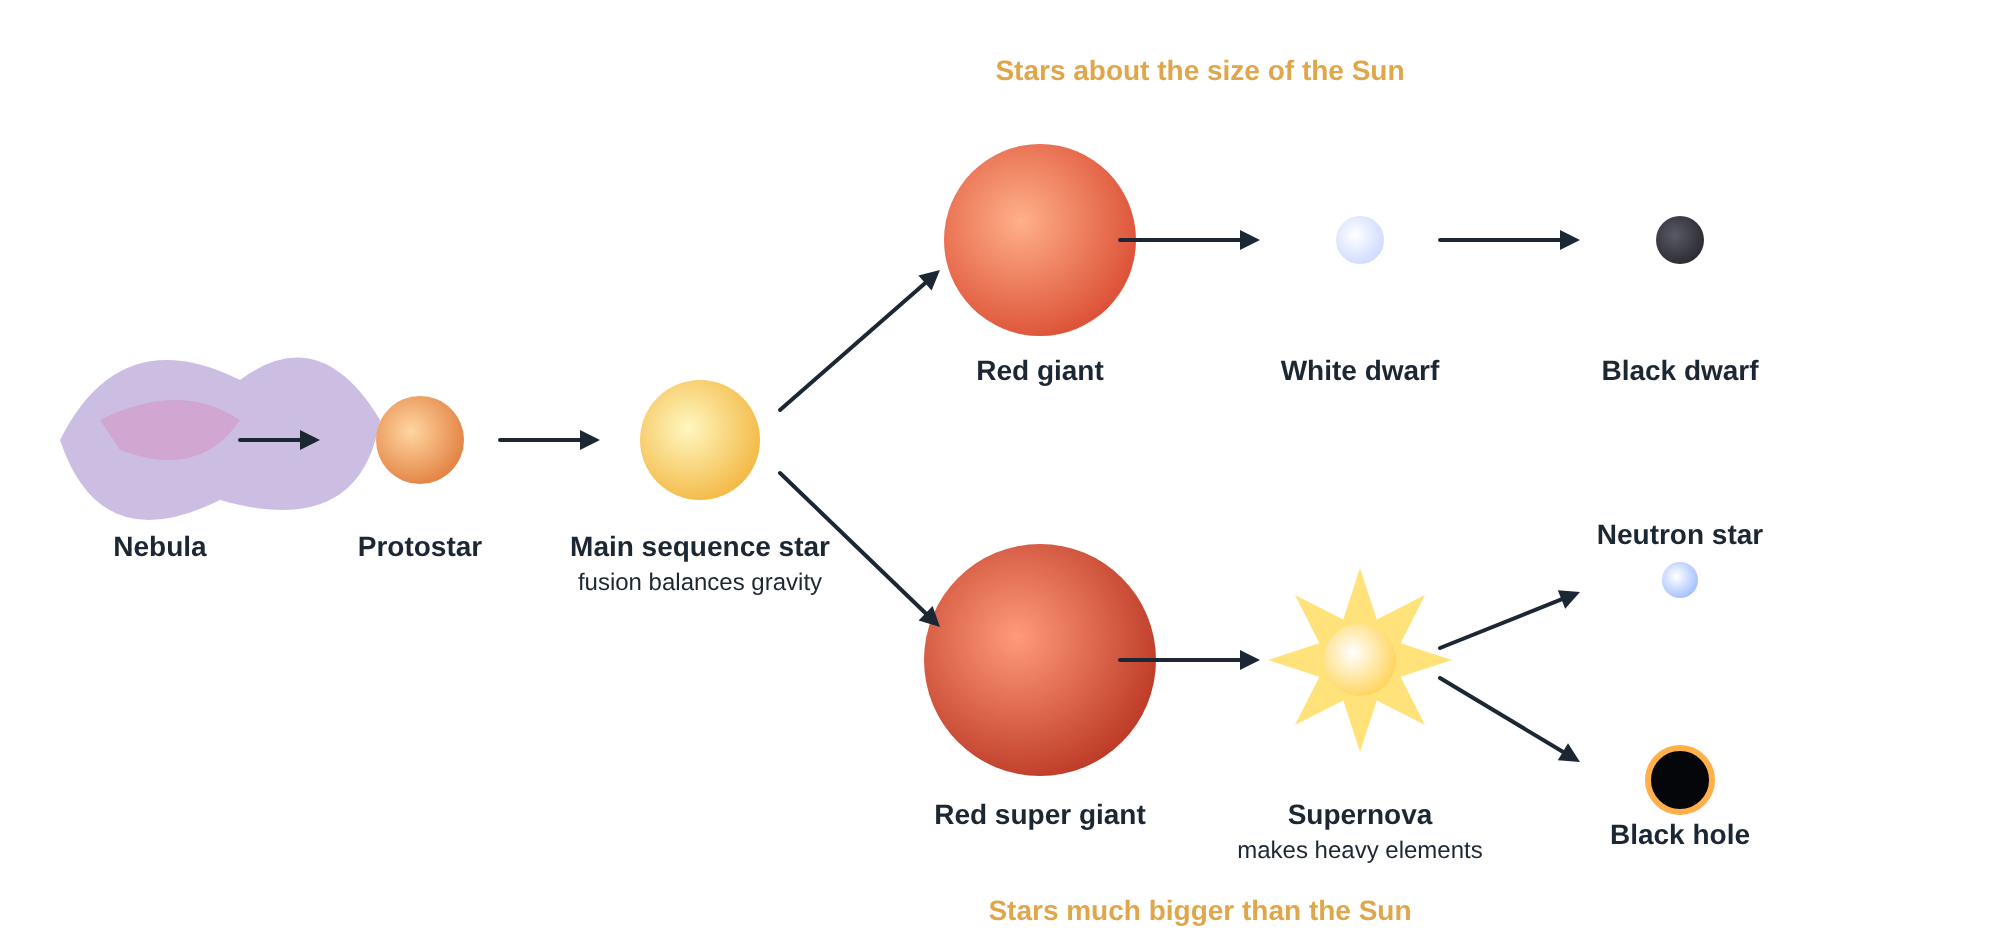 Stars about the size of the Sun
Red giant
White dwarf
Black dwarf
Nebula
Protostar
Main sequence star
fusion balances gravity
Neutron star
Red super giant
Supernova
makes heavy elements
Black hole
Stars much bigger than the Sun